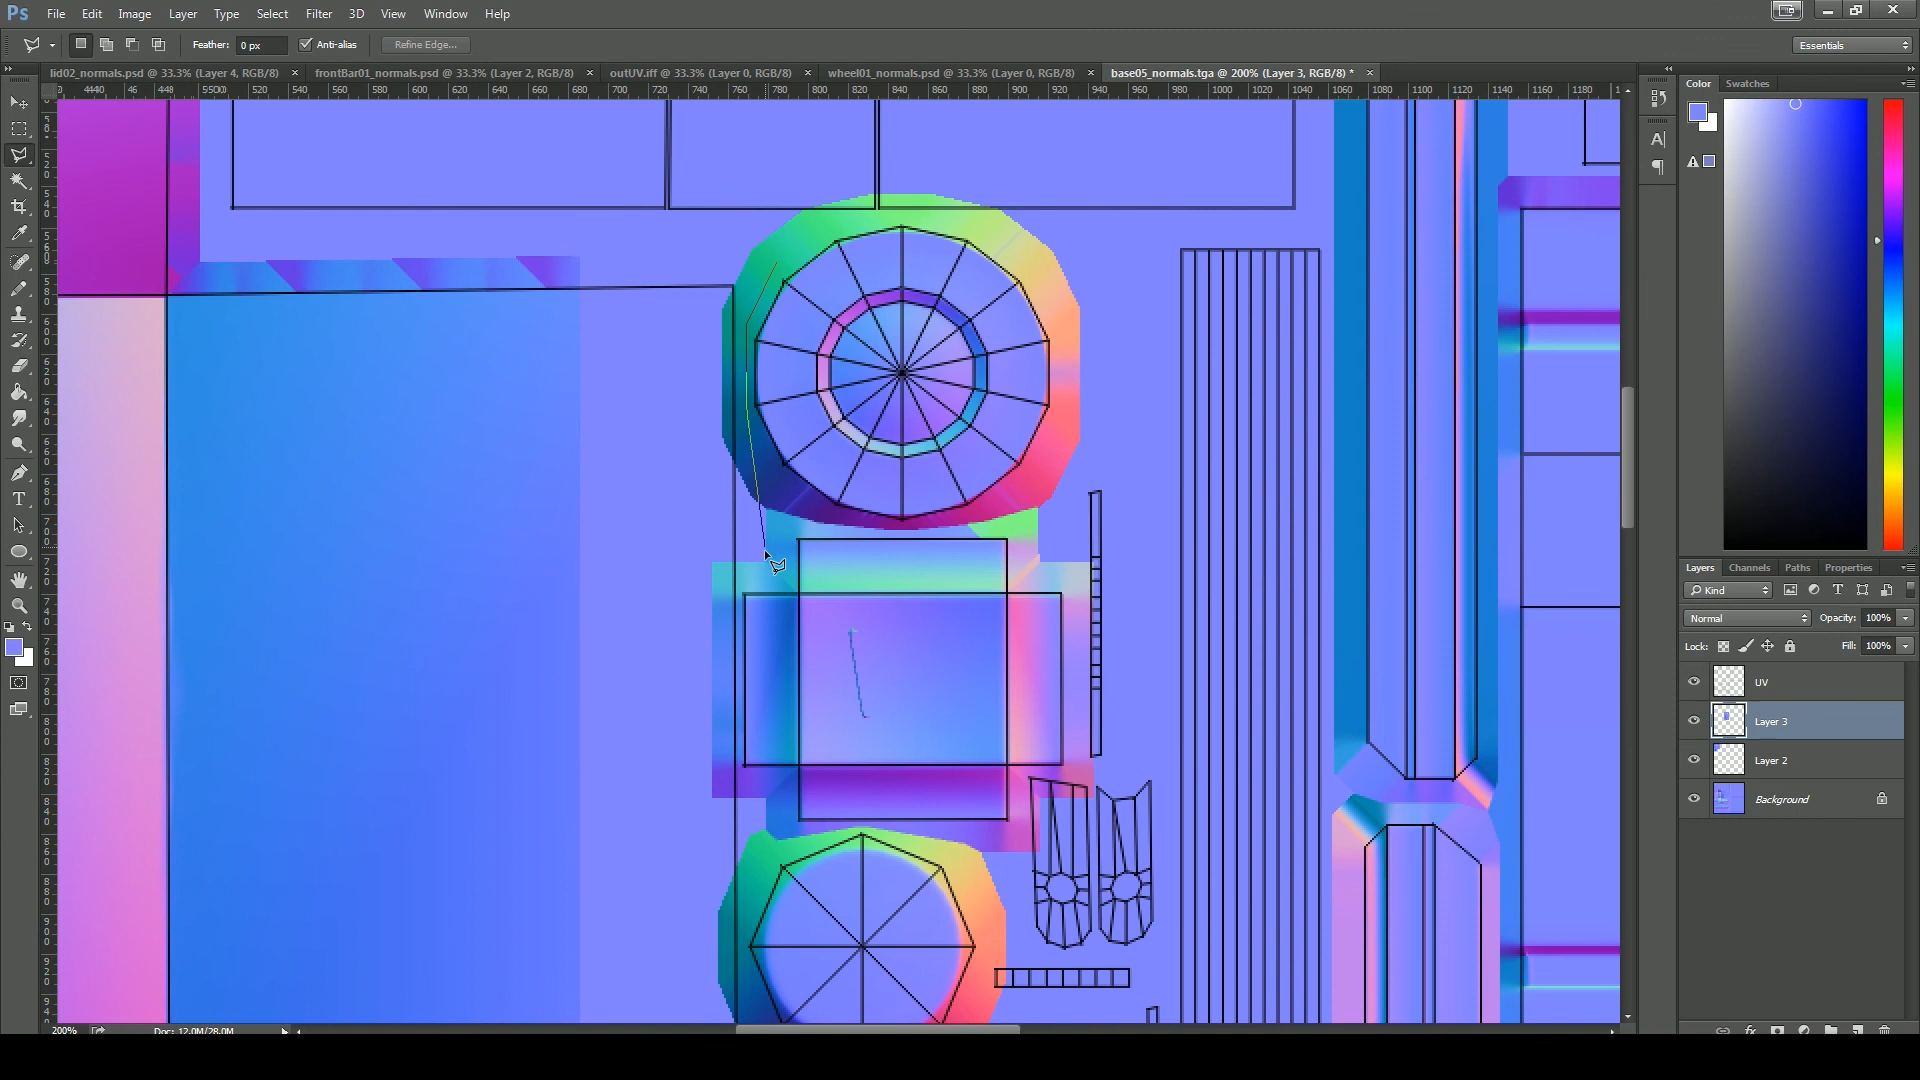 Ps File Edit Image Layer Type Select Filter 3D View Window Help
Feather: 0 px Anti-alias Refine Edge... Essentials
lid02_normals.psd @ 33.3% (Layer 4, RGB/8) × frontBar01_normals.psd @ 33.3% (Layer 2, RGB/8) × outUV.iff @ 33.3% (Layer 0, RGB/8) × wheel01_normals.psd @ 33.3% (Layer 0, RGB/8) × base05_normals.tga @ 200% (Layer 3, RGB/8) * ×
520 540 560 580 600 620 640 660 680 700 720 740 760 780 800 820 840 860 880 900 920 940 960 980 1000 1020 1040 1060 1080 1100 1120 1140 1160 1180
Color Swatches
Layers Channels Paths Properties
Kind
Normal Opacity: 100%
Lock: Fill: 100%
UV
Layer 3
Layer 2
Background
200% Doc: 12.0M/28.0M